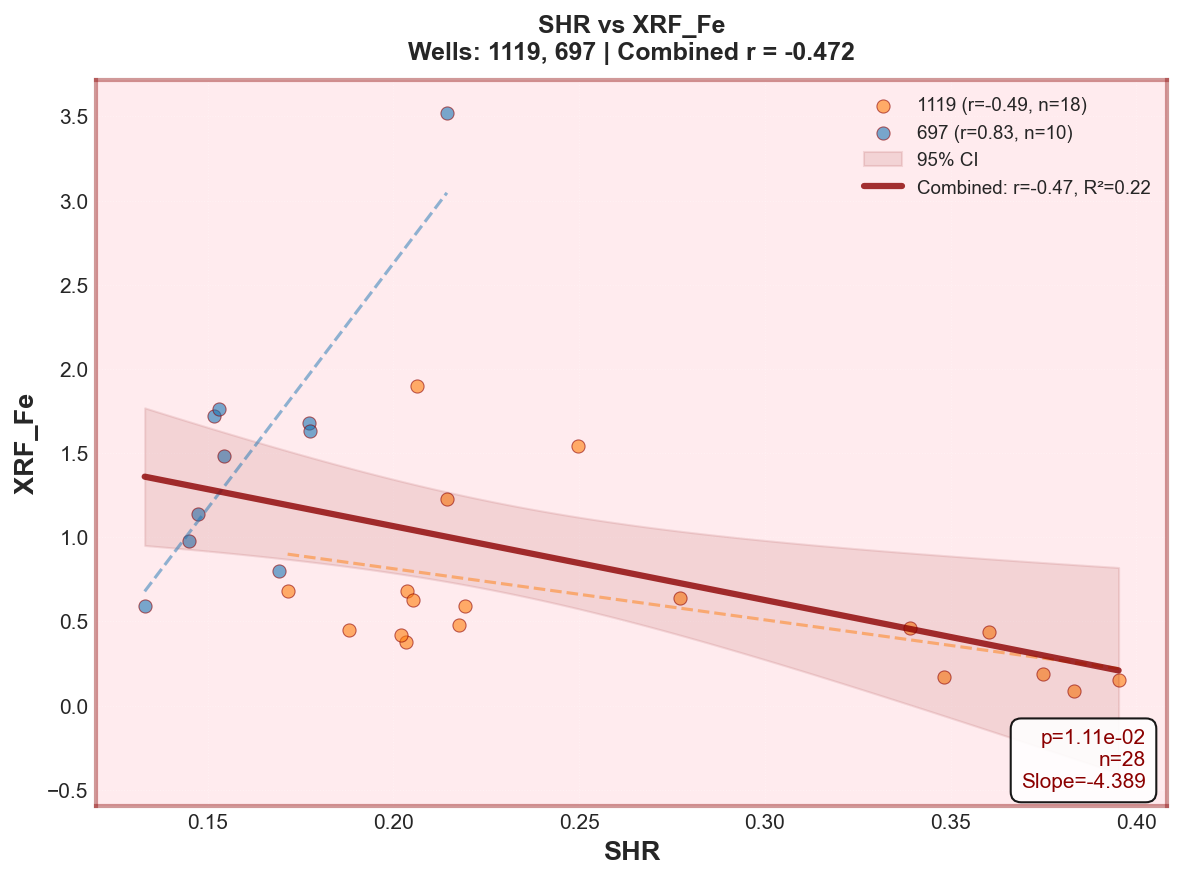 SHR vs XRF_Fe
Wells: 1119, 697 | Combined r = -0.472
1119 (r=-0.49, n=18)
697 (r=0.83, n=10)
95% CI
Combined: r=-0.47, R²=0.22
XRF_Fe
3.5
3.0
2.5
2.0
1.5
1.0
0.5
0.0
−0.5
p=1.11e-02
n=28
Slope=-4.389
0.15
0.20
0.25
0.30
0.35
0.40
SHR